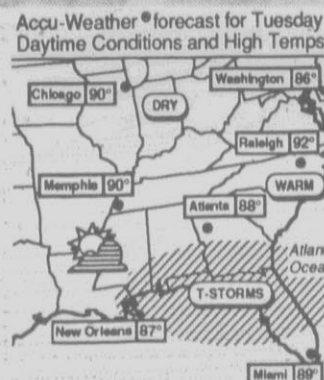 Accu-Weather® forecast for Tuesday
Daytime Conditions and High Temps
Washington 86°
Chicago 90°
DRY
Raleigh 92°
Memphis 90°
WARM
Atlanta 88°
Atlan
Ocea
T-STORMS
New Orleans 87°
Miami 89°